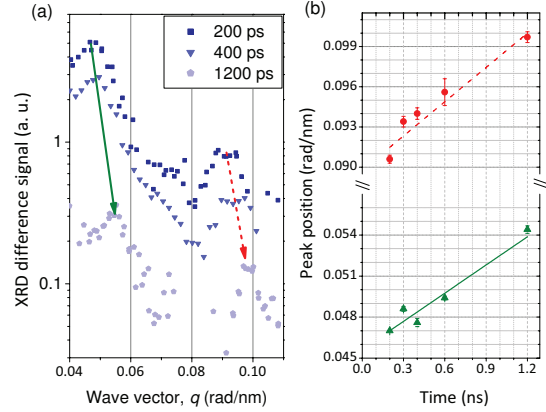 (a)
200 ps
400 ps
1200 ps
XRD difference signal (a. u.)
1
0.1
0.04 0.06 0.08 0.10
Wave vector, q (rad/nm)
(b)
Peak position (rad/nm)
0.099
0.096
0.093
0.090
0.054
0.051
0.048
0.045
0.0 0.3 0.6 0.9 1.2
Time (ns)